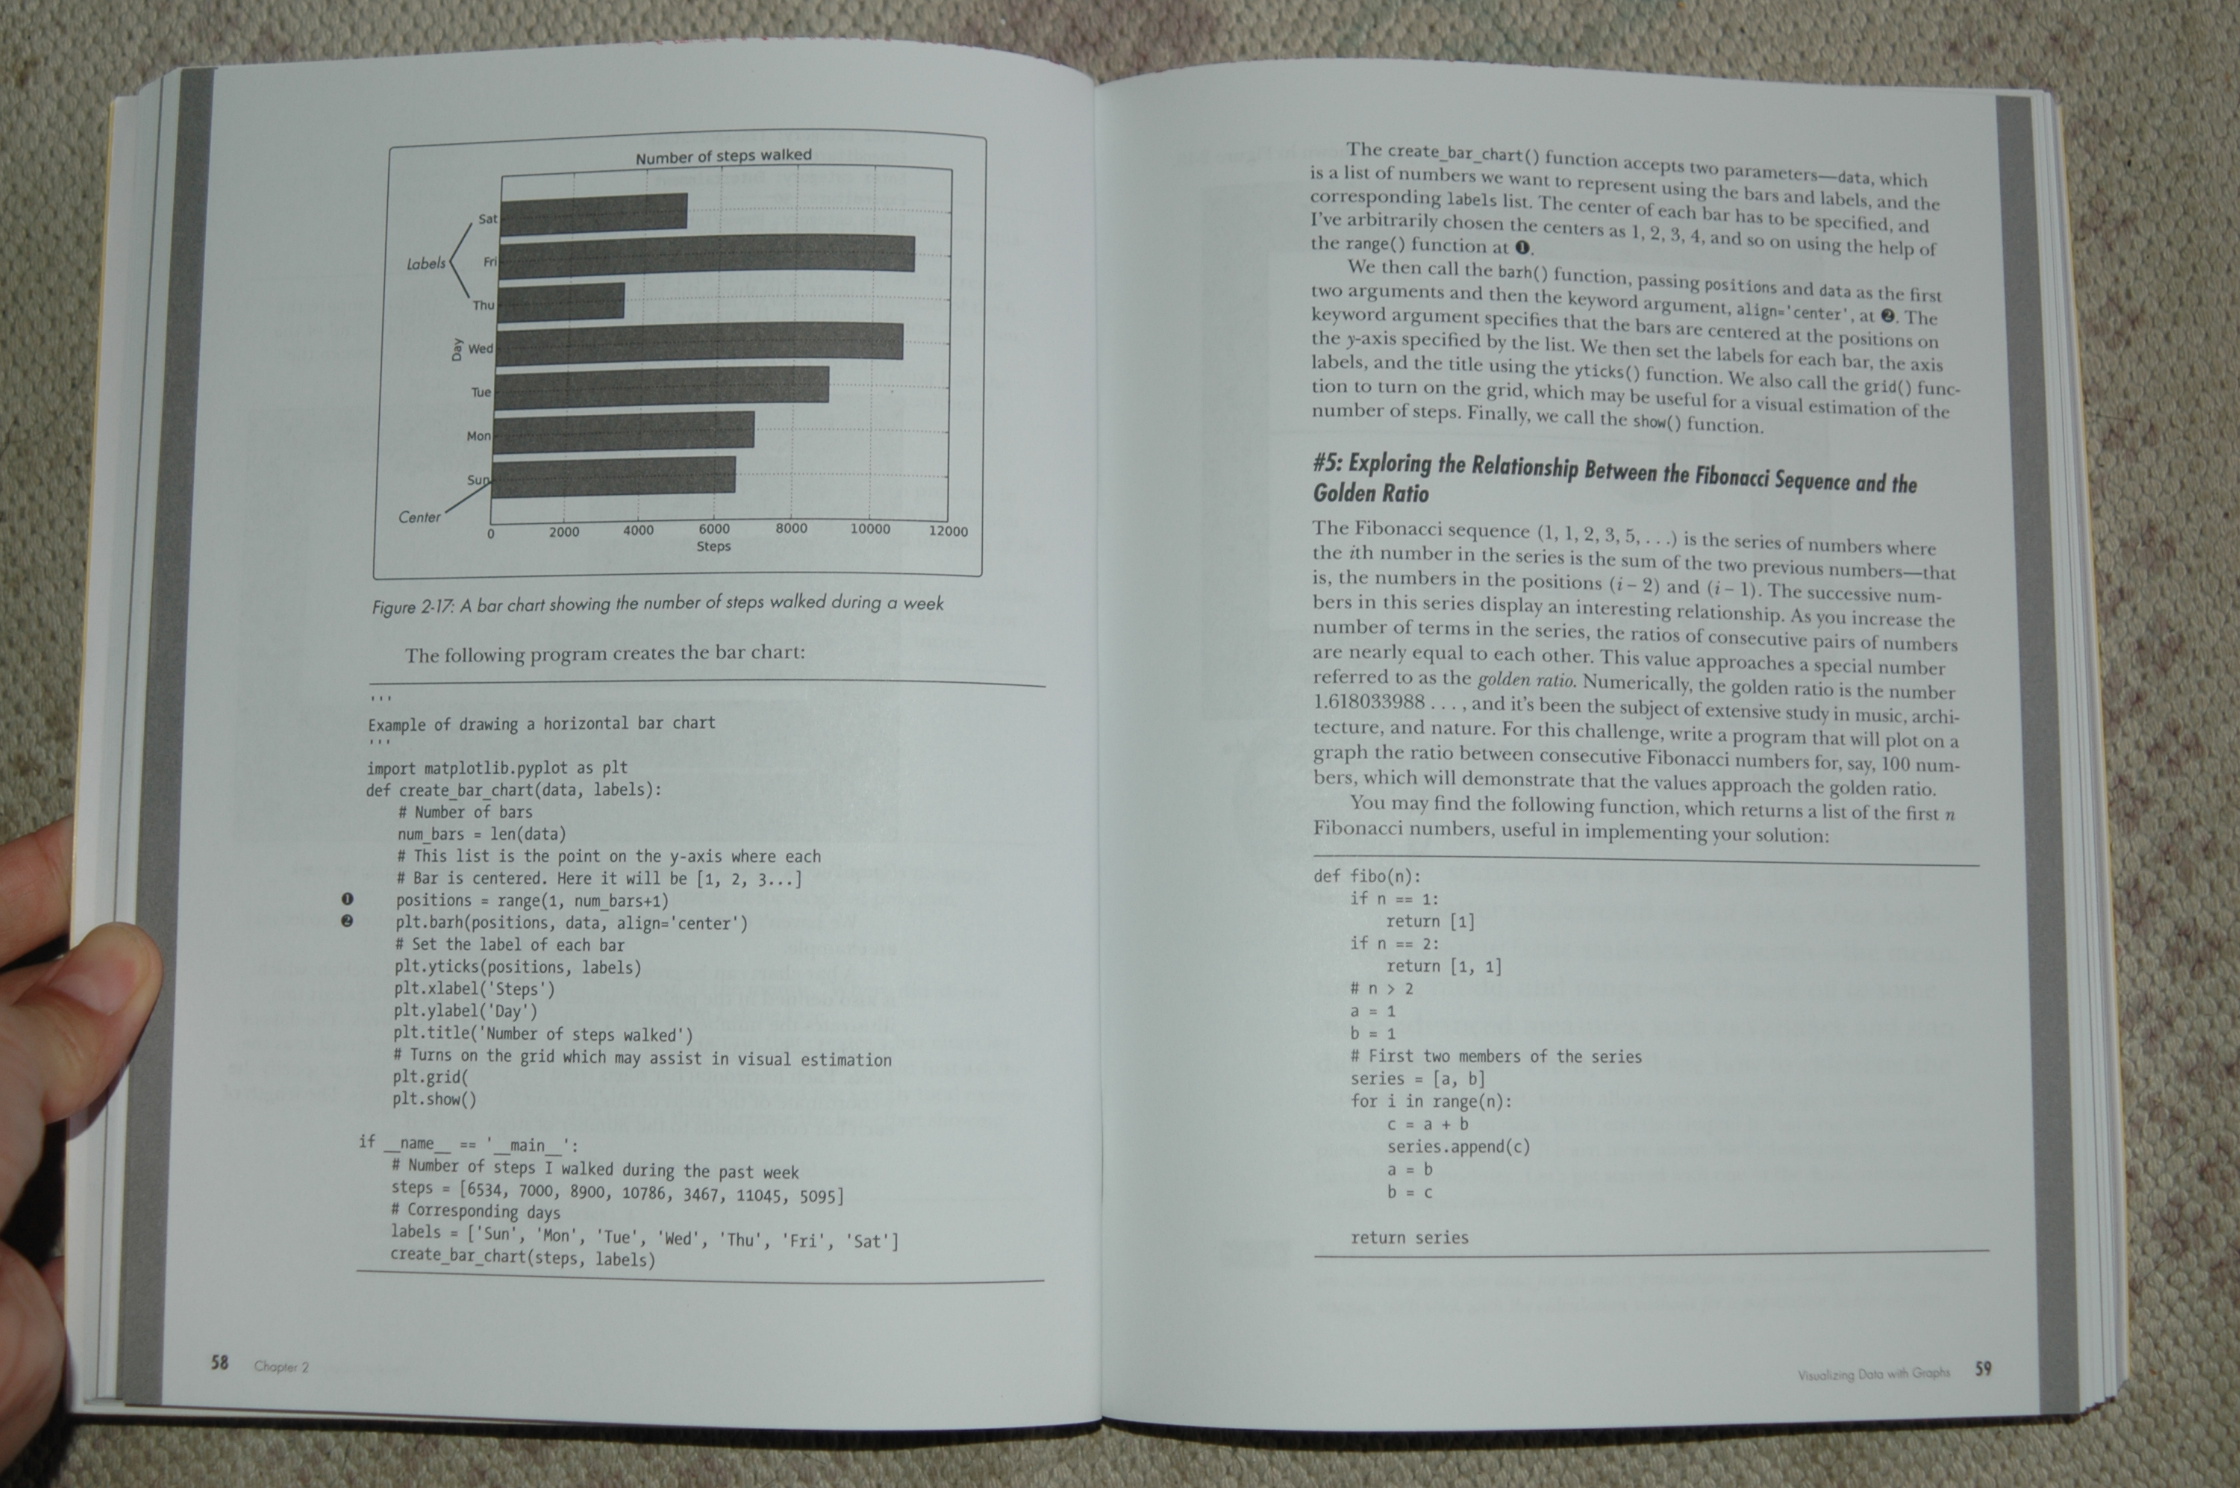 Number of steps walked
Sat
Fri
Labels
Thu
Wed
Day
Tue
Mon
Sun
Center
0 2000 4000 6000 8000 10000 12000
Steps
Figure 2-17: A bar chart showing the number of steps walked during a week
The following program creates the bar chart:
'''
Example of drawing a horizontal bar chart
'''
import matplotlib.pyplot as plt
def create_bar_chart(data, labels):
# Number of bars
num_bars = len(data)
# This list is the point on the y-axis where each
# Bar is centered. Here it will be [1, 2, 3...]
❶ positions = range(1, num_bars+1)
❷ plt.barh(positions, data, align='center')
# Set the label of each bar
plt.yticks(positions, labels)
plt.xlabel('Steps')
plt.ylabel('Day')
plt.title('Number of steps walked')
# Turns on the grid which may assist in visual estimation
plt.grid(
plt.show()
if __name__ == '__main__':
# Number of steps I walked during the past week
steps = [6534, 7000, 8900, 10786, 3467, 11045, 5095]
# Corresponding days
labels = ['Sun', 'Mon', 'Tue', 'Wed', 'Thu', 'Fri', 'Sat']
create_bar_chart(steps, labels)
58 Chapter 2
The create_bar_chart() function accepts two parameters—data, which
is a list of numbers we want to represent using the bars and labels, and the
corresponding labels list. The center of each bar has to be specified, and
I've arbitrarily chosen the centers as 1, 2, 3, 4, and so on using the help of
the range() function at ❶.
We then call the barh() function, passing positions and data as the first
two arguments and then the keyword argument, align='center', at ❷. The
keyword argument specifies that the bars are centered at the positions on
the y-axis specified by the list. We then set the labels for each bar, the axis
labels, and the title using the yticks() function. We also call the grid() func-
tion to turn on the grid, which may be useful for a visual estimation of the
number of steps. Finally, we call the show() function.
#5: Exploring the Relationship Between the Fibonacci Sequence and the
Golden Ratio
The Fibonacci sequence (1, 1, 2, 3, 5, . . .) is the series of numbers where
the ith number in the series is the sum of the two previous numbers—that
is, the numbers in the positions (i – 2) and (i – 1). The successive num-
bers in this series display an interesting relationship. As you increase the
number of terms in the series, the ratios of consecutive pairs of numbers
are nearly equal to each other. This value approaches a special number
referred to as the golden ratio. Numerically, the golden ratio is the number
1.618033988 . . . , and it's been the subject of extensive study in music, archi-
tecture, and nature. For this challenge, write a program that will plot on a
graph the ratio between consecutive Fibonacci numbers for, say, 100 num-
bers, which will demonstrate that the values approach the golden ratio.
You may find the following function, which returns a list of the first n
Fibonacci numbers, useful in implementing your solution:
def fibo(n):
if n == 1:
return [1]
if n == 2:
return [1, 1]
# n > 2
a = 1
b = 1
# First two members of the series
series = [a, b]
for i in range(n):
c = a + b
series.append(c)
a = b
b = c
return series
Visualizing Data with Graphs 59